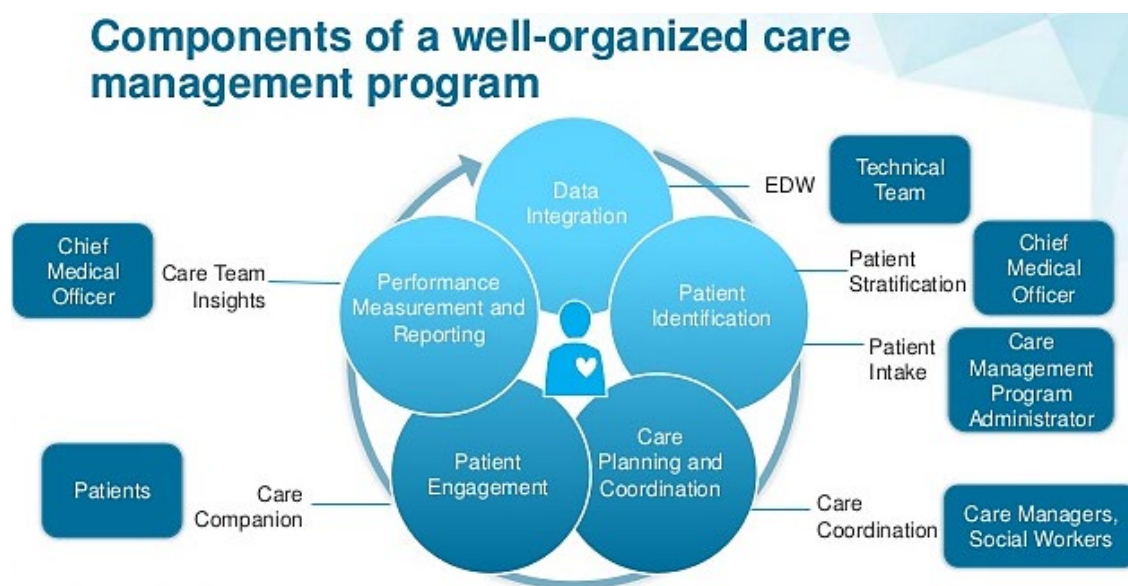 Components of a well-organized care
management program
Data
Integration
EDW
Technical
Team
Patient
Identification
Patient
Stratification
Chief
Medical
Officer
Patient
Intake
Care
Management
Program
Administrator
Care
Planning and
Coordination
Care
Coordination
Care Managers,
Social Workers
Patient
Engagement
Care
Companion
Patients
Performance
Measurement and
Reporting
Care Team
Insights
Chief
Medical
Officer